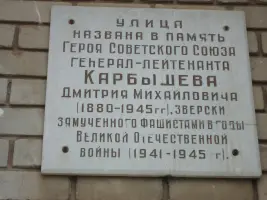 УЛИЦА
НАЗВАНА В ПАМЯТЬ
ГЕРОЯ СОВЕТСКОГО СОЮЗА
ГЕНЕРАЛ-ЛЕЙТЕНАНТА
КАРБЫШЕВА
ДМИТРИЯ МИХАЙЛОВИЧА
(1880-1945гг), ЗВЕРСКИ
ЗАМУЧЕННОГО ФАШИСТАМИ В ГОДЫ
ВЕЛИКОЙ ОТЕЧЕСТВЕННОЙ
ВОЙНЫ (1941-1945 г).